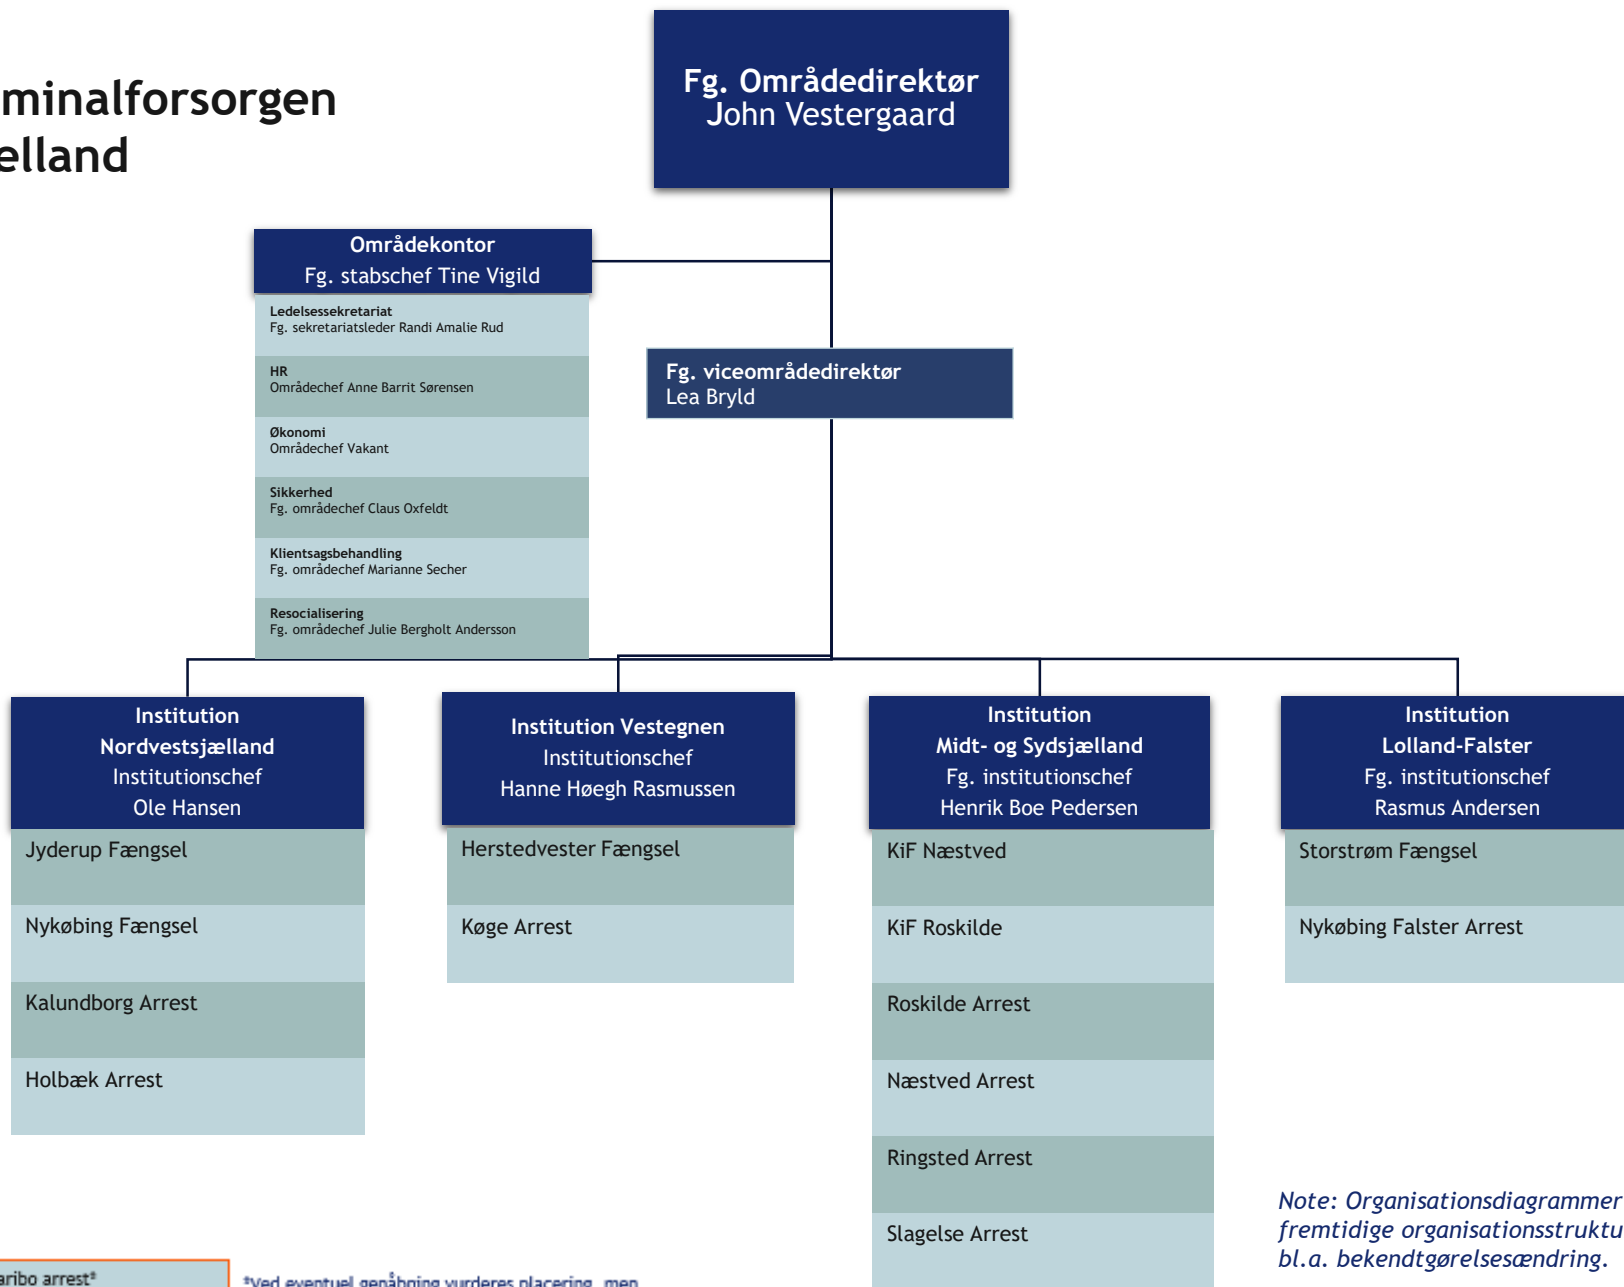 minalforsorgen
elland
Fg. Områdedirektør
John Vestergaard
Områdekontor
Fg. stabschef Tine Vigild
Ledelsessekretariat
Fg. sekretariatsleder Randi Amalie Rud
HR
Områdechef Anne Barrit Sørensen
Økonomi
Områdechef Vakant
Sikkerhed
Fg. områdechef Claus Oxfeldt
Klientsagsbehandling
Fg. områdechef Marianne Secher
Resocialisering
Fg. områdechef Julie Bergholt Andersson
Fg. viceområdedirektør
Lea Bryld
Institution
Nordvestsjælland
Institutionschef
Ole Hansen
Jyderup Fængsel
Nykøbing Fængsel
Kalundborg Arrest
Holbæk Arrest
Institution Vestegnen
Institutionschef
Hanne Høegh Rasmussen
Herstedvester Fængsel
Køge Arrest
Institution
Midt- og Sydsjælland
Fg. institutionschef
Henrik Boe Pedersen
KiF Næstved
KiF Roskilde
Roskilde Arrest
Næstved Arrest
Ringsted Arrest
Slagelse Arrest
Institution
Lolland-Falster
Fg. institutionschef
Rasmus Andersen
Storstrøm Fængsel
Nykøbing Falster Arrest
Note: Organisationsdiagrammer
fremtidige organisationsstruktu
bl.a. bekendtgørelsesændring.
aribo arrest*
*Ved eventuel genåbning vurderes placering, men